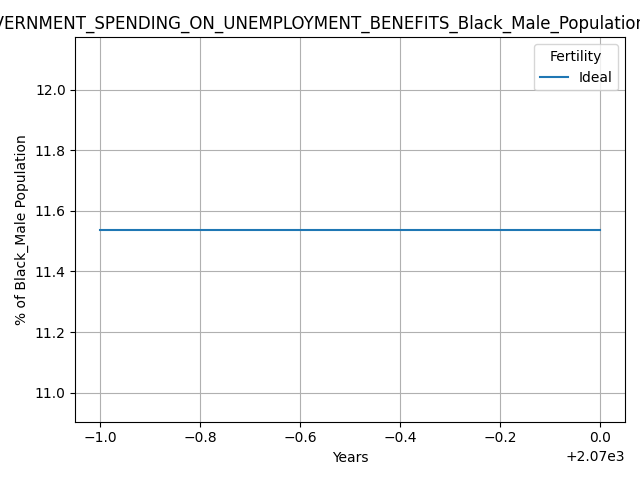 VERNMENT_SPENDING_ON_UNEMPLOYMENT_BENEFITS_Black_Male_Population
Fertility
Ideal
12.0
11.8
11.6
11.4
11.2
11.0
% of Black_Male Population
−1.0 −0.8 −0.6 −0.4 −0.2 0.0
Years
+2.07e3